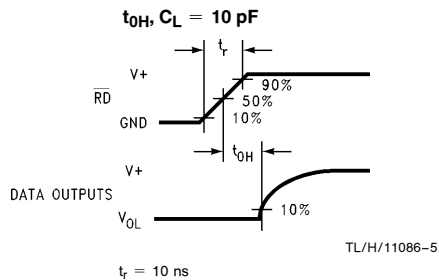 t0H, CL = 10 pF
tr
V+
90%
RD
50%
10%
GND
t0H
V+
DATA OUTPUTS
10%
VOL
TL/H/11086–5
tr = 10 ns